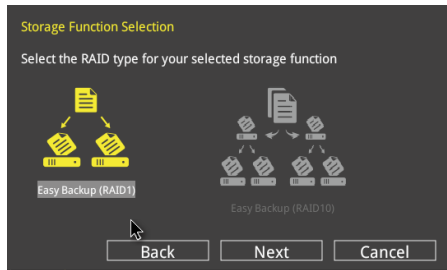 Storage Function Selection
Select the RAID type for your selected storage function
Easy Backup (RAID1)
Easy Backup (RAID10)
Back
Next
Cancel